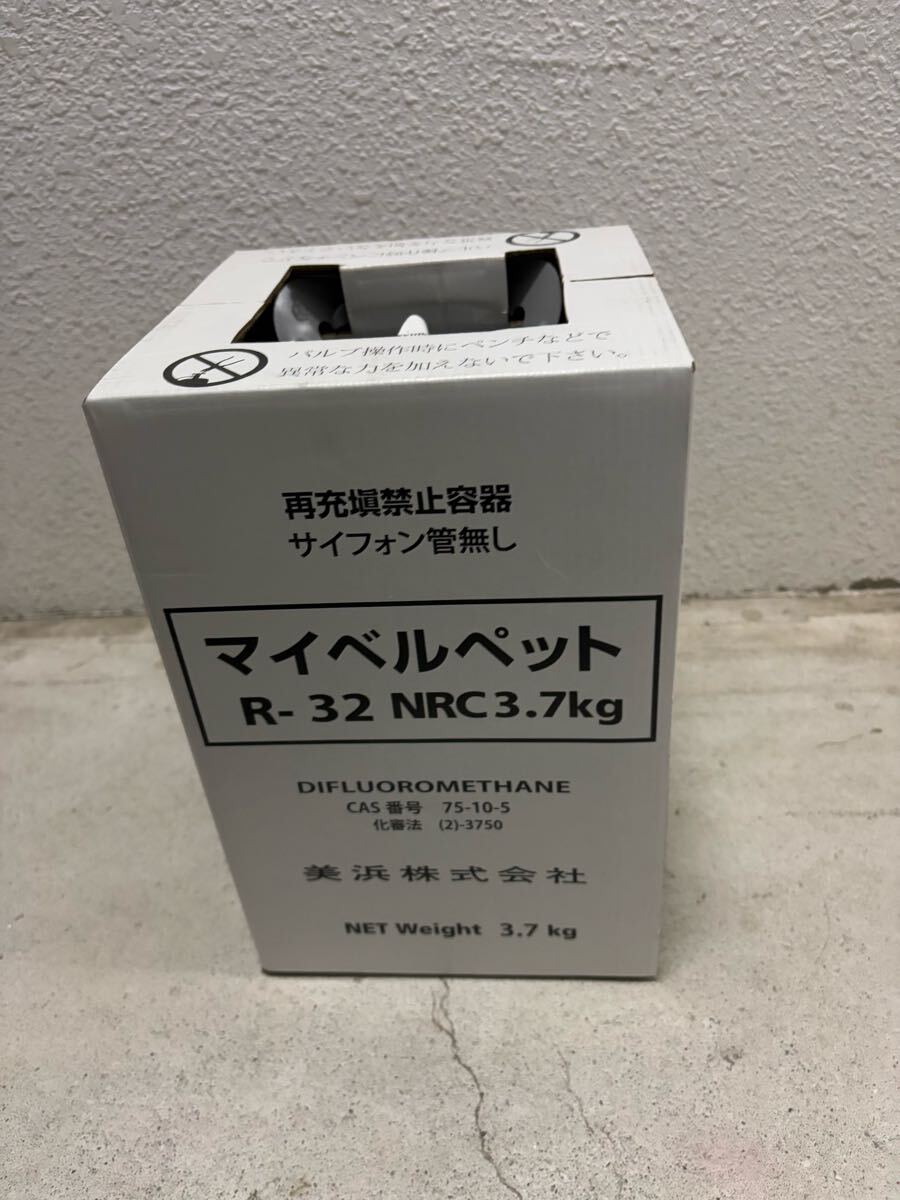 バルブ操作時にペンチなどで
異常な力を加えないで下さい。
再充塡禁止容器
サイフォン管無し
マイベルペット
R- 32 NRC 3.7kg
DIFLUOROMETHANE
CAS 番号 75-10-5
化審法 (2)-3750
美浜株式会社
NET Weight 3.7 kg